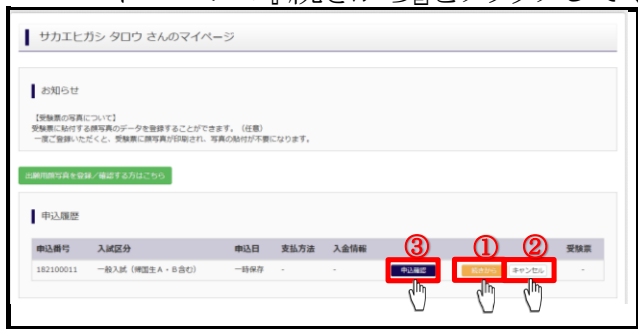 『続きから』
サカエヒガシ タロウ さんのマイページ
お知らせ
【受験票の写真について】
受験票に貼付する顔写真のデータを登録することができます。（任意）
一度ご登録いただくと、受験票に顔写真が印刷され、写真の貼付が不要になります。
出願用顔写真を登録／確認する方はこちら
申込履歴
③ ① ②
申込番号 入試区分 申込日 支払方法 入金情報 受験票
182100011 一般入試（帰国生A・B含む） 一時保存 - - 申込確認 続きから キャンセル -